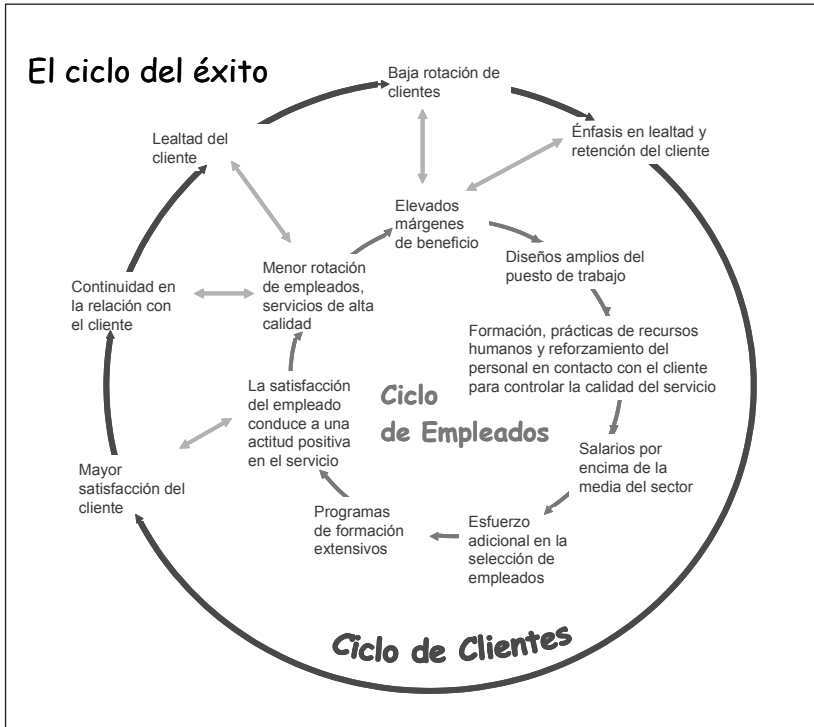 El ciclo del éxito
Baja rotación de
clientes
Énfasis en lealtad y
retención del cliente
Lealtad del
cliente
Elevados
márgenes
de beneficio
Diseños amplios del
puesto de trabajo
Menor rotación
de empleados,
servicios de alta
calidad
Continuidad en
la relación con
el cliente
Formación, prácticas de recursos
humanos y reforzamiento del
personal en contacto con el cliente
para controlar la calidad del servicio
La satisfacción
del empleado
conduce a una
actitud positiva
en el servicio
Ciclo
de Empleados
Salarios por
encima de la
media del sector
Mayor
satisfacción del
cliente
Programas
de formación
extensivos
Esfuerzo
adicional en la
selección de
empleados
Ciclo de Clientes